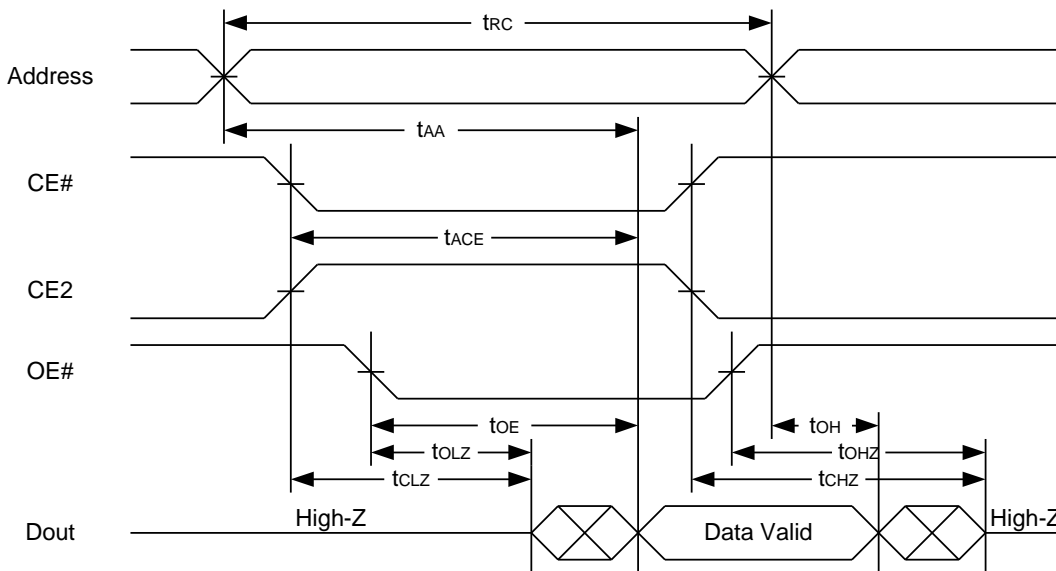 tRC
Address
tAA
CE#
tACE
CE2
OE#
tOE
tOH
tOLZ
tOHZ
tCLZ
tCHZ
High-Z
Data Valid
High-Z
Dout